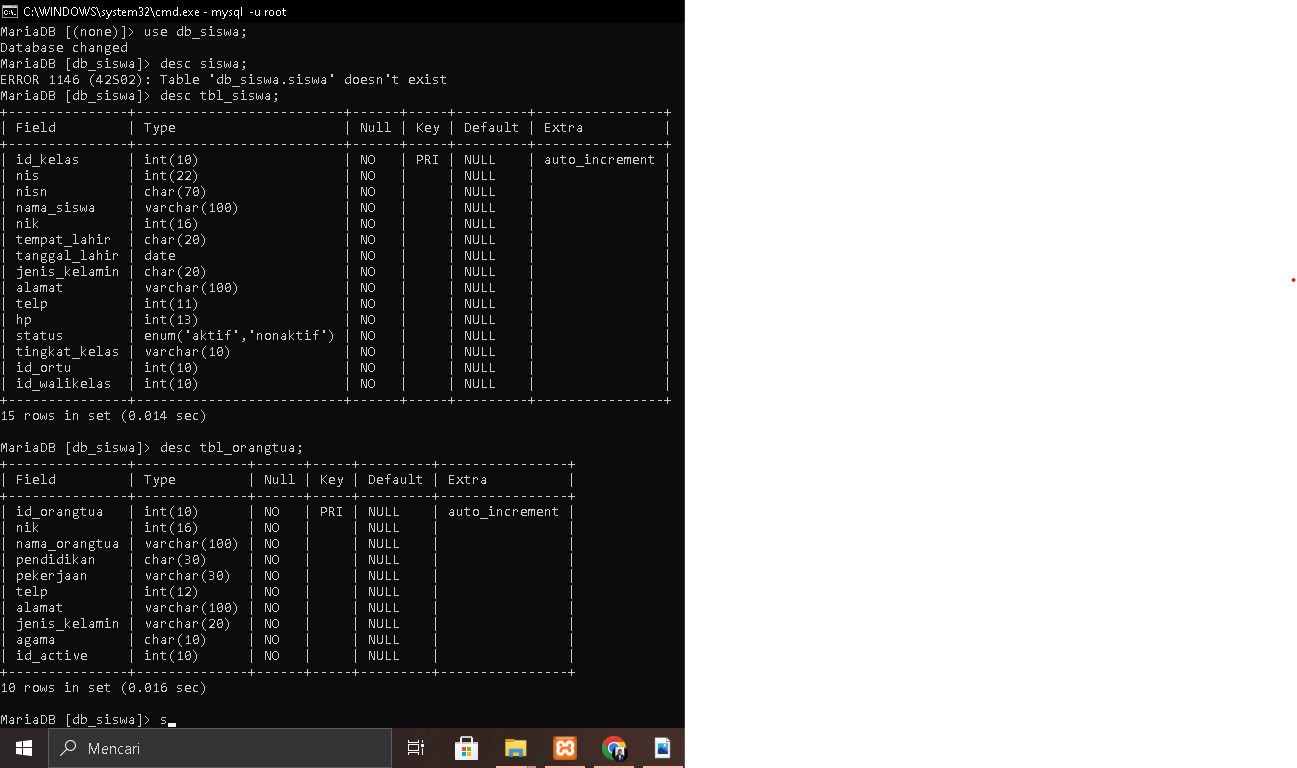 C:\WINDOWS\system32\cmd.exe - mysql  -u root
MariaDB [(none)]> use db_siswa;
Database changed
MariaDB [db_siswa]> desc siswa;
ERROR 1146 (42S02): Table 'db_siswa.siswa' doesn't exist
MariaDB [db_siswa]> desc tbl_siswa;
+---------------+--------------------------+------+-----+---------+----------------+
| Field         | Type                     | Null | Key | Default | Extra          |
+---------------+--------------------------+------+-----+---------+----------------+
| id_kelas      | int(10)                  | NO   | PRI | NULL    | auto_increment |
| nis           | int(22)                  | NO   |     | NULL    |                |
| nisn          | char(70)                 | NO   |     | NULL    |                |
| nama_siswa    | varchar(100)             | NO   |     | NULL    |                |
| nik           | int(16)                  | NO   |     | NULL    |                |
| tempat_lahir  | char(20)                 | NO   |     | NULL    |                |
| tanggal_lahir | date                     | NO   |     | NULL    |                |
| jenis_kelamin | char(20)                 | NO   |     | NULL    |                |
| alamat        | varchar(100)             | NO   |     | NULL    |                |
| telp          | int(11)                  | NO   |     | NULL    |                |
| hp            | int(13)                  | NO   |     | NULL    |                |
| status        | enum('aktif','nonaktif') | NO   |     | NULL    |                |
| tingkat_kelas | varchar(10)              | NO   |     | NULL    |                |
| id_ortu       | int(10)                  | NO   |     | NULL    |                |
| id_walikelas  | int(10)                  | NO   |     | NULL    |                |
+---------------+--------------------------+------+-----+---------+----------------+
15 rows in set (0.014 sec)
MariaDB [db_siswa]> desc tbl_orangtua;
+---------------+--------------+------+-----+---------+----------------+
| Field         | Type         | Null | Key | Default | Extra          |
+---------------+--------------+------+-----+---------+----------------+
| id_orangtua   | int(10)      | NO   | PRI | NULL    | auto_increment |
| nik           | int(16)      | NO   |     | NULL    |                |
| nama_orangtua | varchar(100) | NO   |     | NULL    |                |
| pendidikan    | char(30)     | NO   |     | NULL    |                |
| pekerjaan     | varchar(30)  | NO   |     | NULL    |                |
| telp          | int(12)      | NO   |     | NULL    |                |
| alamat        | varchar(100) | NO   |     | NULL    |                |
| jenis_kelamin | varchar(20)  | NO   |     | NULL    |                |
| agama         | char(10)     | NO   |     | NULL    |                |
| id_active     | int(10)      | NO   |     | NULL    |                |
+---------------+--------------+------+-----+---------+----------------+
10 rows in set (0.016 sec)
MariaDB [db_siswa]> s_
Mencari